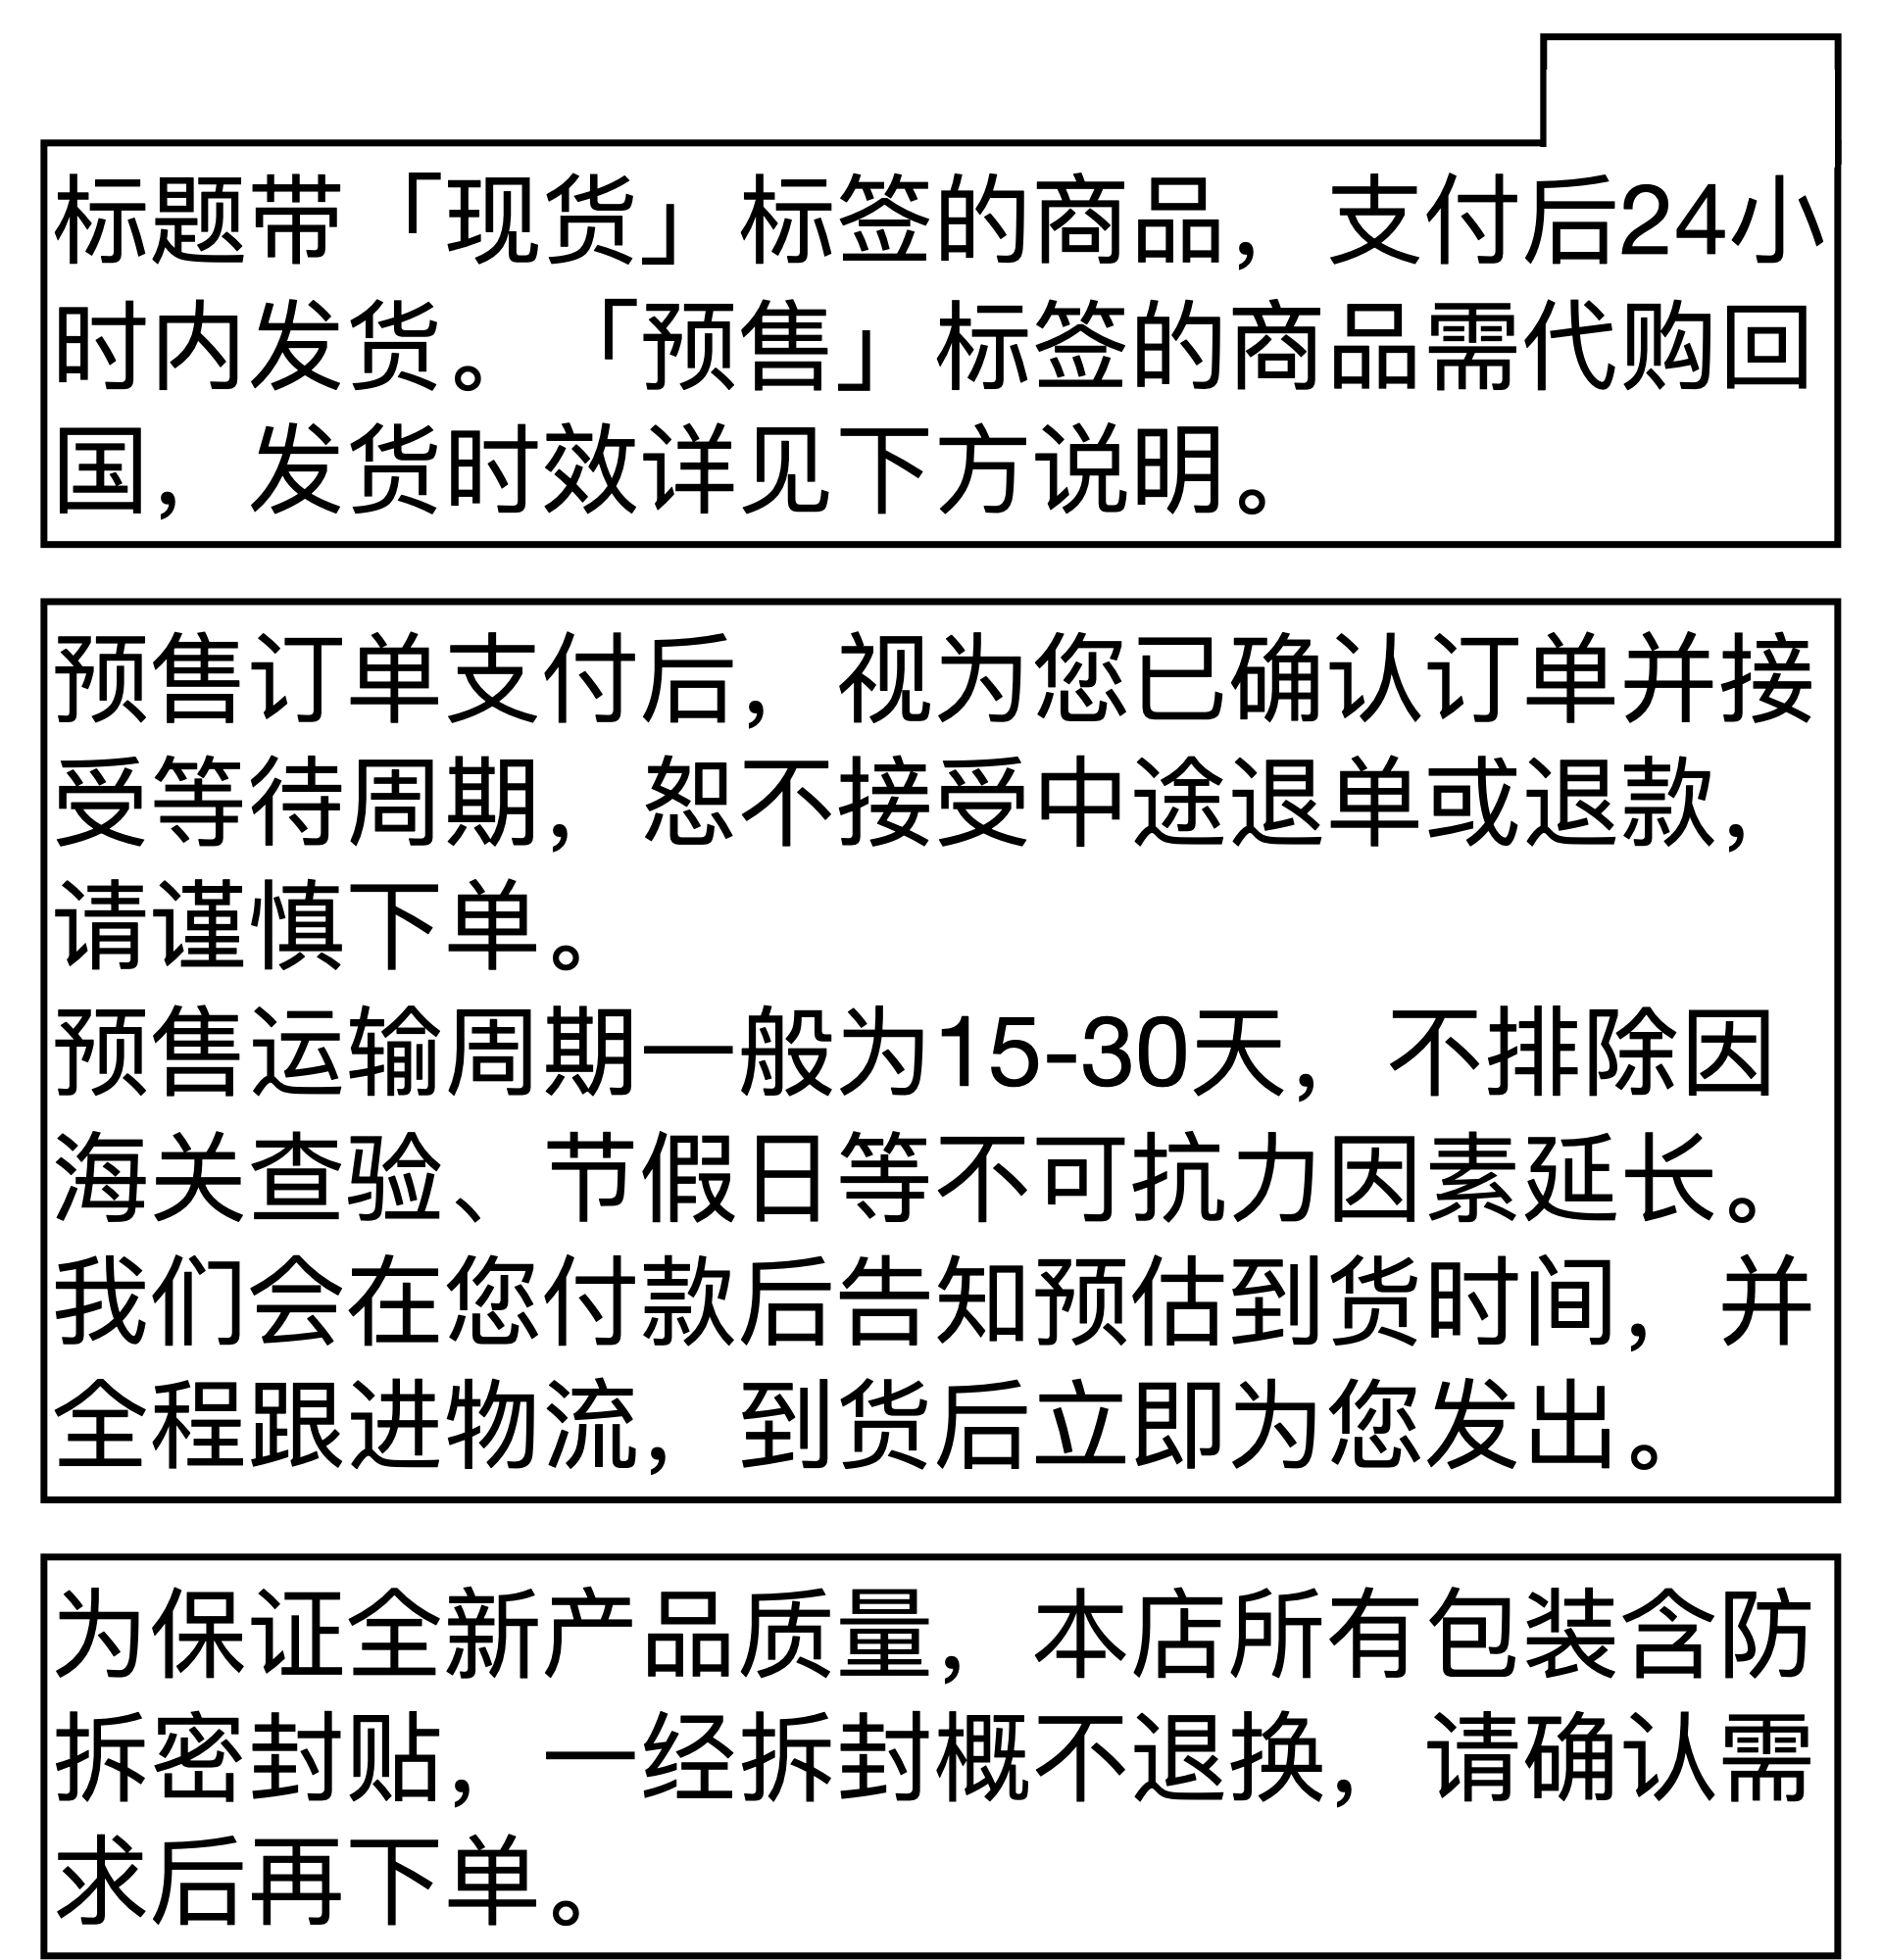 标题带「现货」标签的商品，支付后24小
时内发货。「预售」标签的商品需代购回
国，发货时效详见下方说明。
预售订单支付后，视为您已确认订单并接
受等待周期，恕不接受中途退单或退款，
请谨慎下单。
预售运输周期一般为15-30天，不排除因
海关查验、节假日等不可抗力因素延长。
我们会在您付款后告知预估到货时间，并
全程跟进物流，到货后立即为您发出。
为保证全新产品质量，本店所有包装含防
拆密封贴，一经拆封概不退换，请确认需
求后再下单。